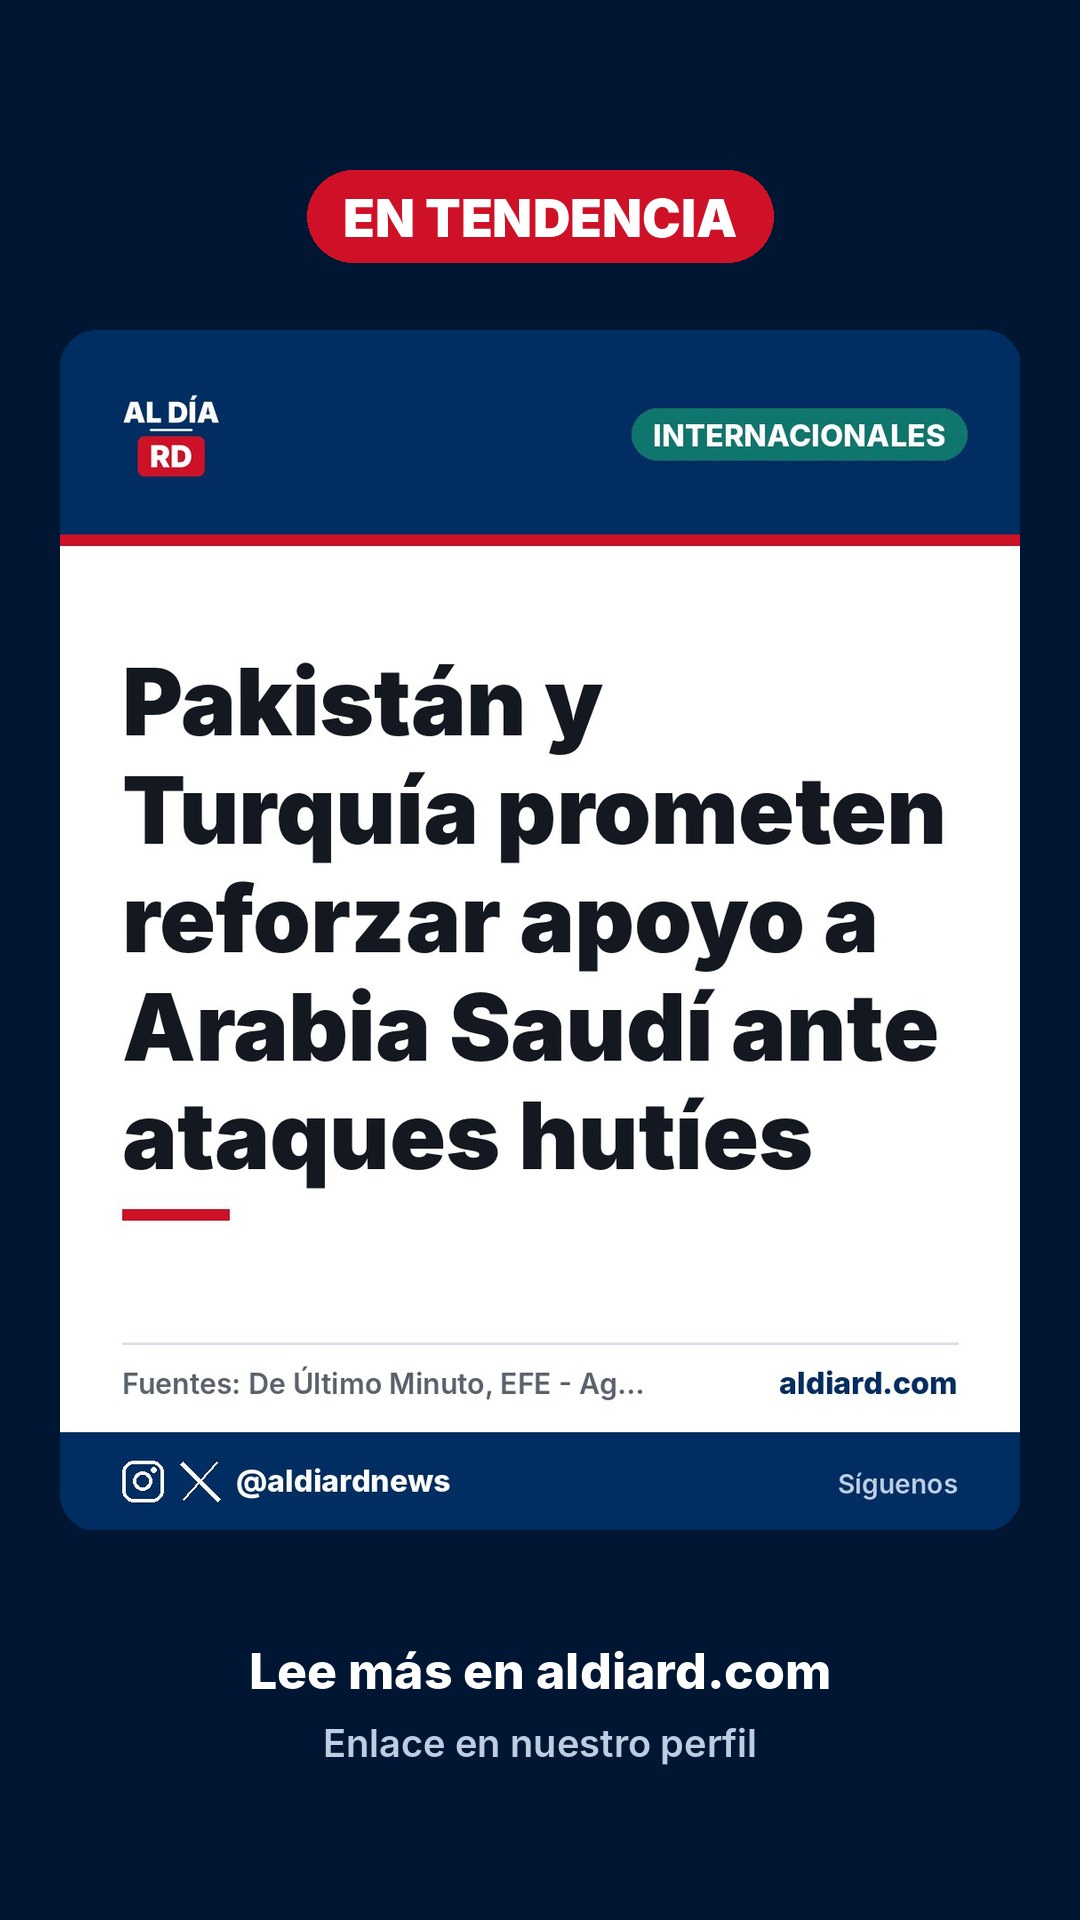 EN TENDENCIA
AL DÍA
RD
INTERNACIONALES
Pakistán y
Turquía prometen
reforzar apoyo a
Arabia Saudí ante
ataques hutíes
Fuentes: De Último Minuto, EFE - Ag...
aldiard.com
@aldiardnews
Síguenos
Lee más en aldiard.com
Enlace en nuestro perfil